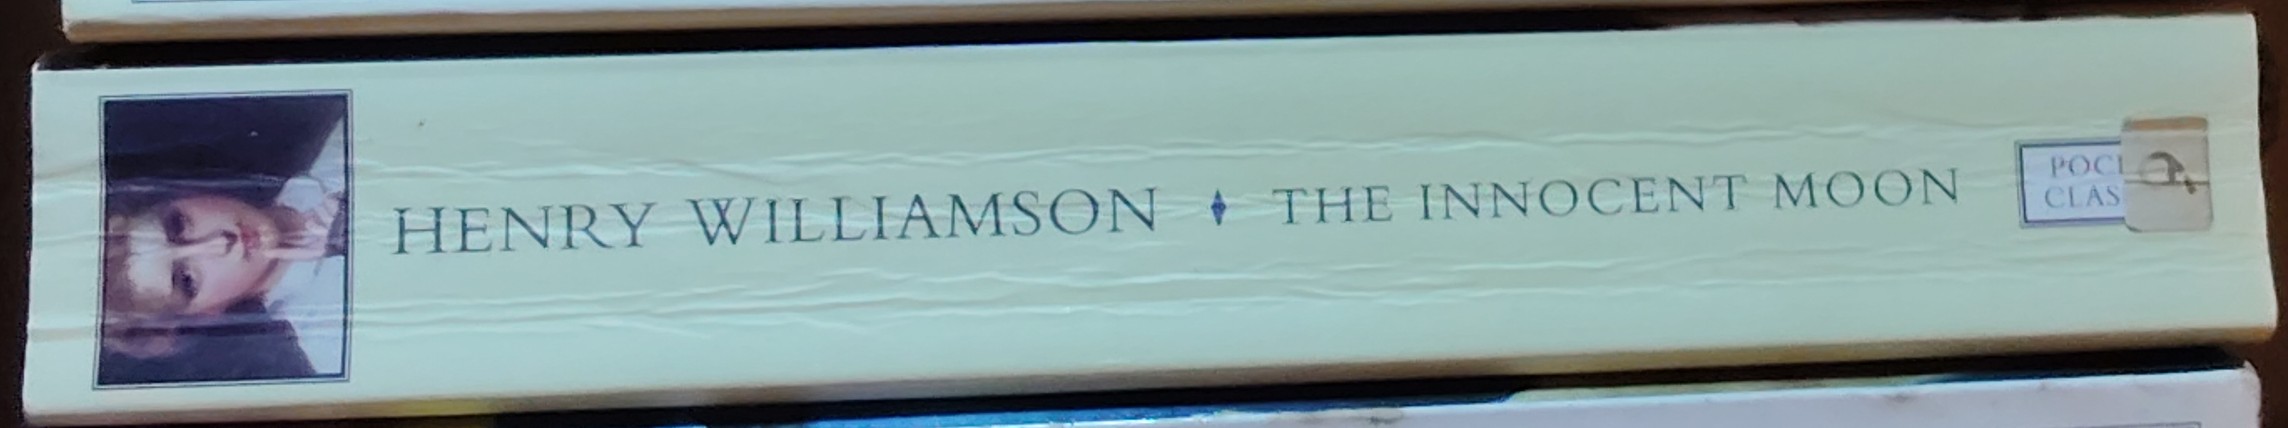 HENRY WILLIAMSON ♦ THE INNOCENT MOON
POC
CLAS